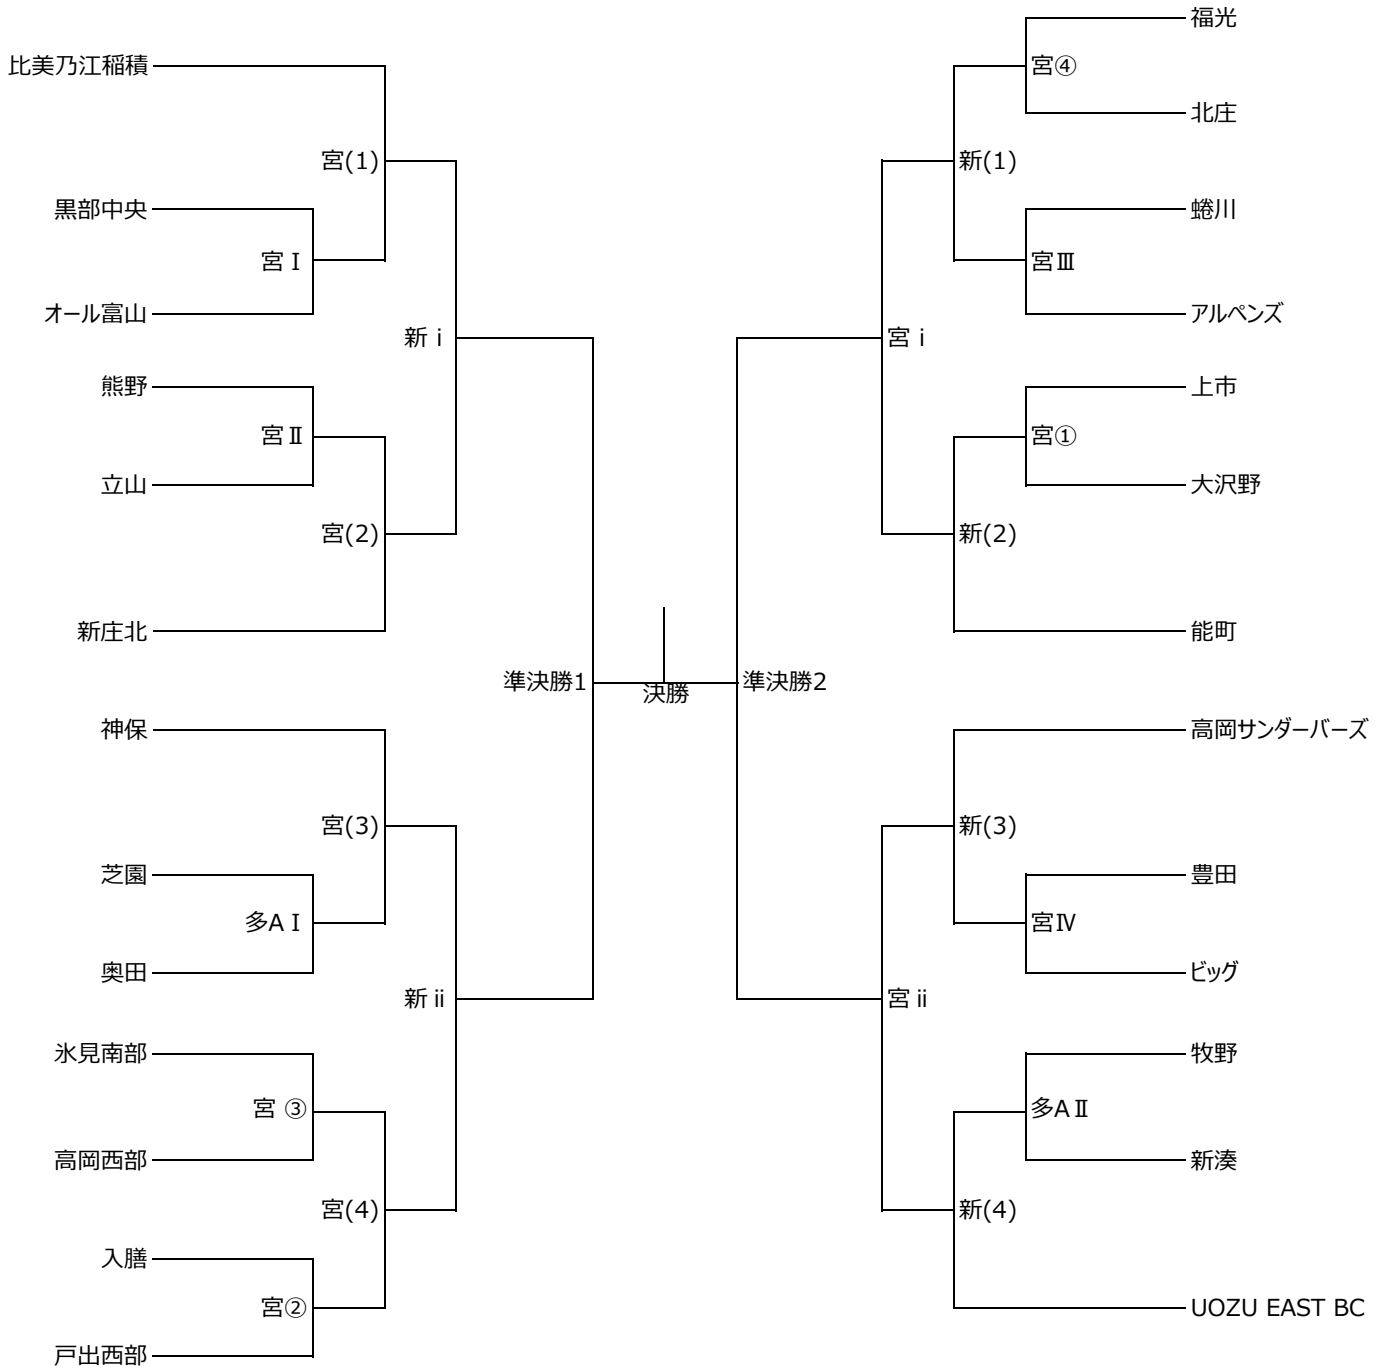 福光
比美乃江稲積
宮④
北庄
宮(1)
新(1)
黒部中央
蜷川
宮Ⅰ
宮Ⅲ
オール富山
アルペンズ
新ⅰ
宮ⅰ
熊野
上市
宮Ⅱ
宮①
立山
大沢野
宮(2)
新(2)
新庄北
能町
準決勝1
決勝
準決勝2
神保
高岡サンダーバーズ
宮(3)
新(3)
芝園
豊田
多AⅠ
宮Ⅳ
奥田
ビッグ
新ⅱ
宮ⅱ
氷見南部
牧野
宮 ③
多AⅡ
高岡西部
新湊
宮(4)
新(4)
入膳
宮②
UOZU EAST BC
戸出西部